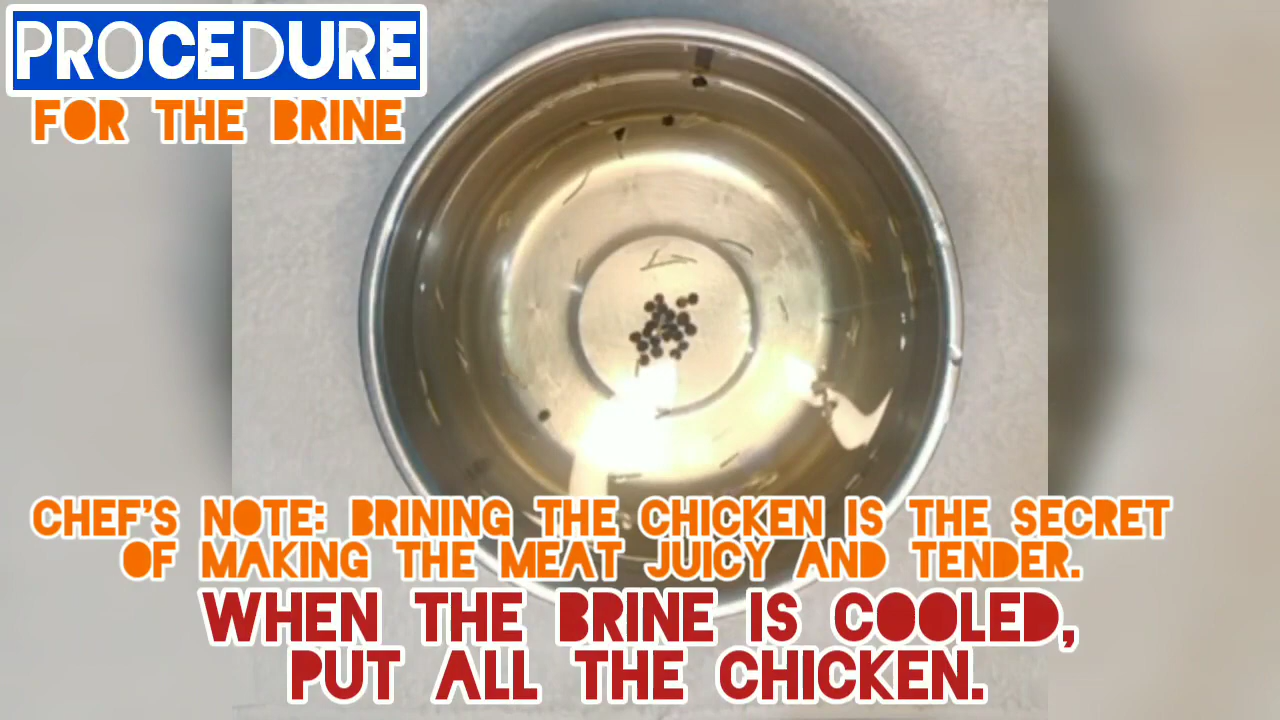 PROCEDURE
FOR THE BRINE
CHEF'S NOTE: BRINING THE CHICKEN IS THE SECRET
OF MAKING THE MEAT JUICY AND TENDER.
WHEN THE BRINE IS COOLED,
PUT ALL THE CHICKEN.